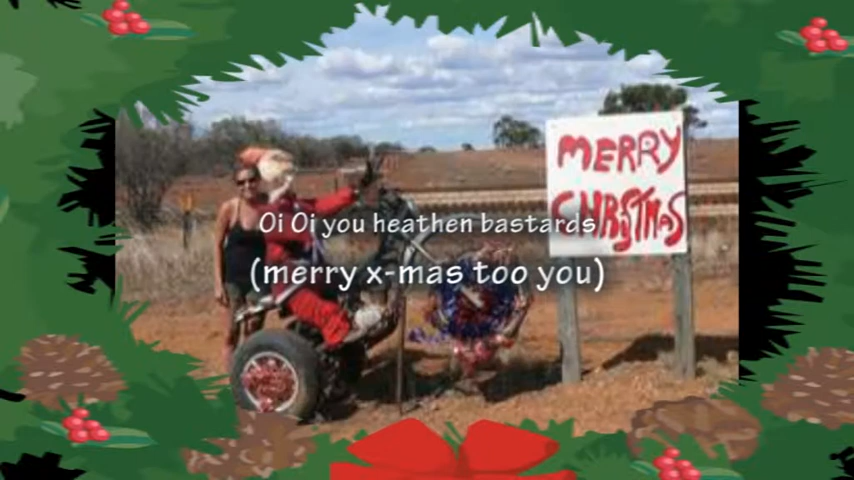 MERRY
CHRISTMAS
Oi Oi you heathen bastards
(merry x-mas too you)